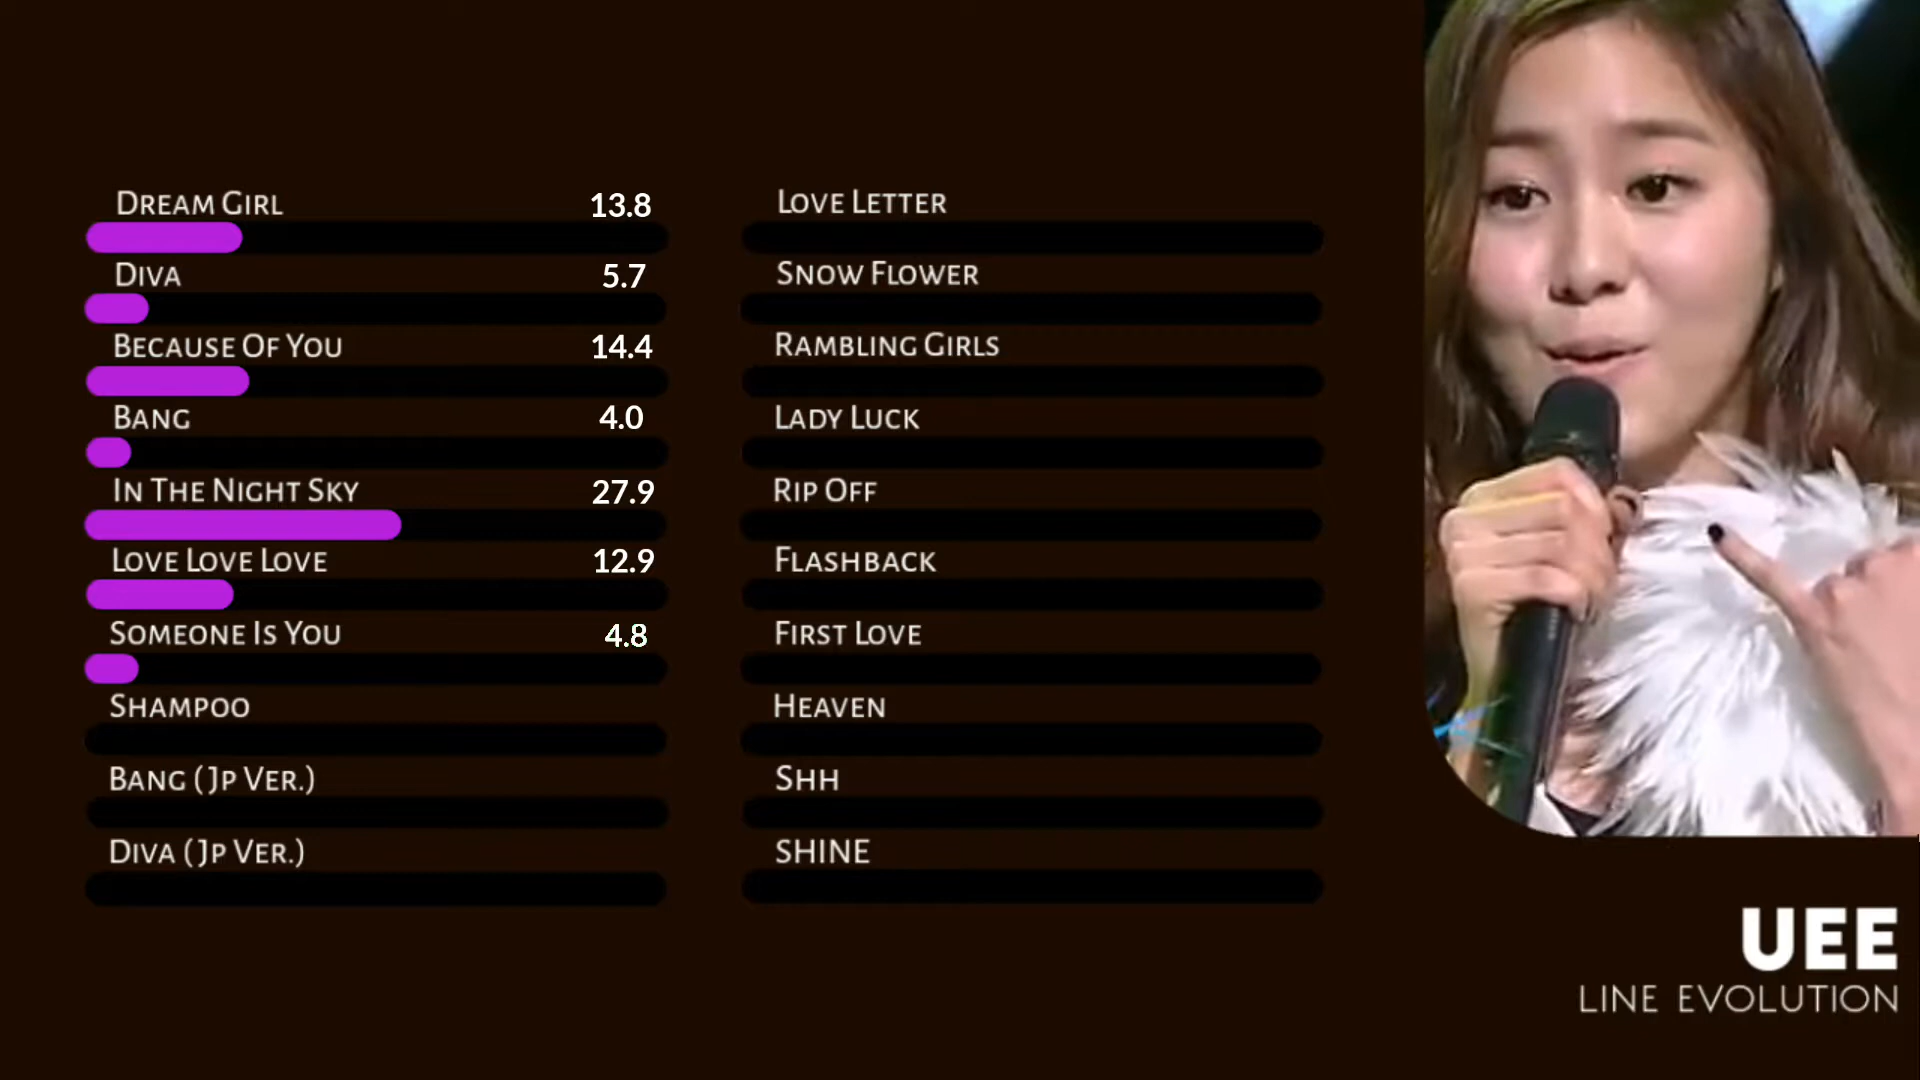 DREAM GIRL 13.8
DIVA 5.7
BECAUSE OF YOU 14.4
BANG 4.0
IN THE NIGHT SKY 27.9
LOVE LOVE LOVE 12.9
SOMEONE IS YOU 4.8
SHAMPOO
BANG (JP VER.)
DIVA (JP VER.)
LOVE LETTER
SNOW FLOWER
RAMBLING GIRLS
LADY LUCK
RIP OFF
FLASHBACK
FIRST LOVE
HEAVEN
SHH
SHINE
UEE
LINE EVOLUTION